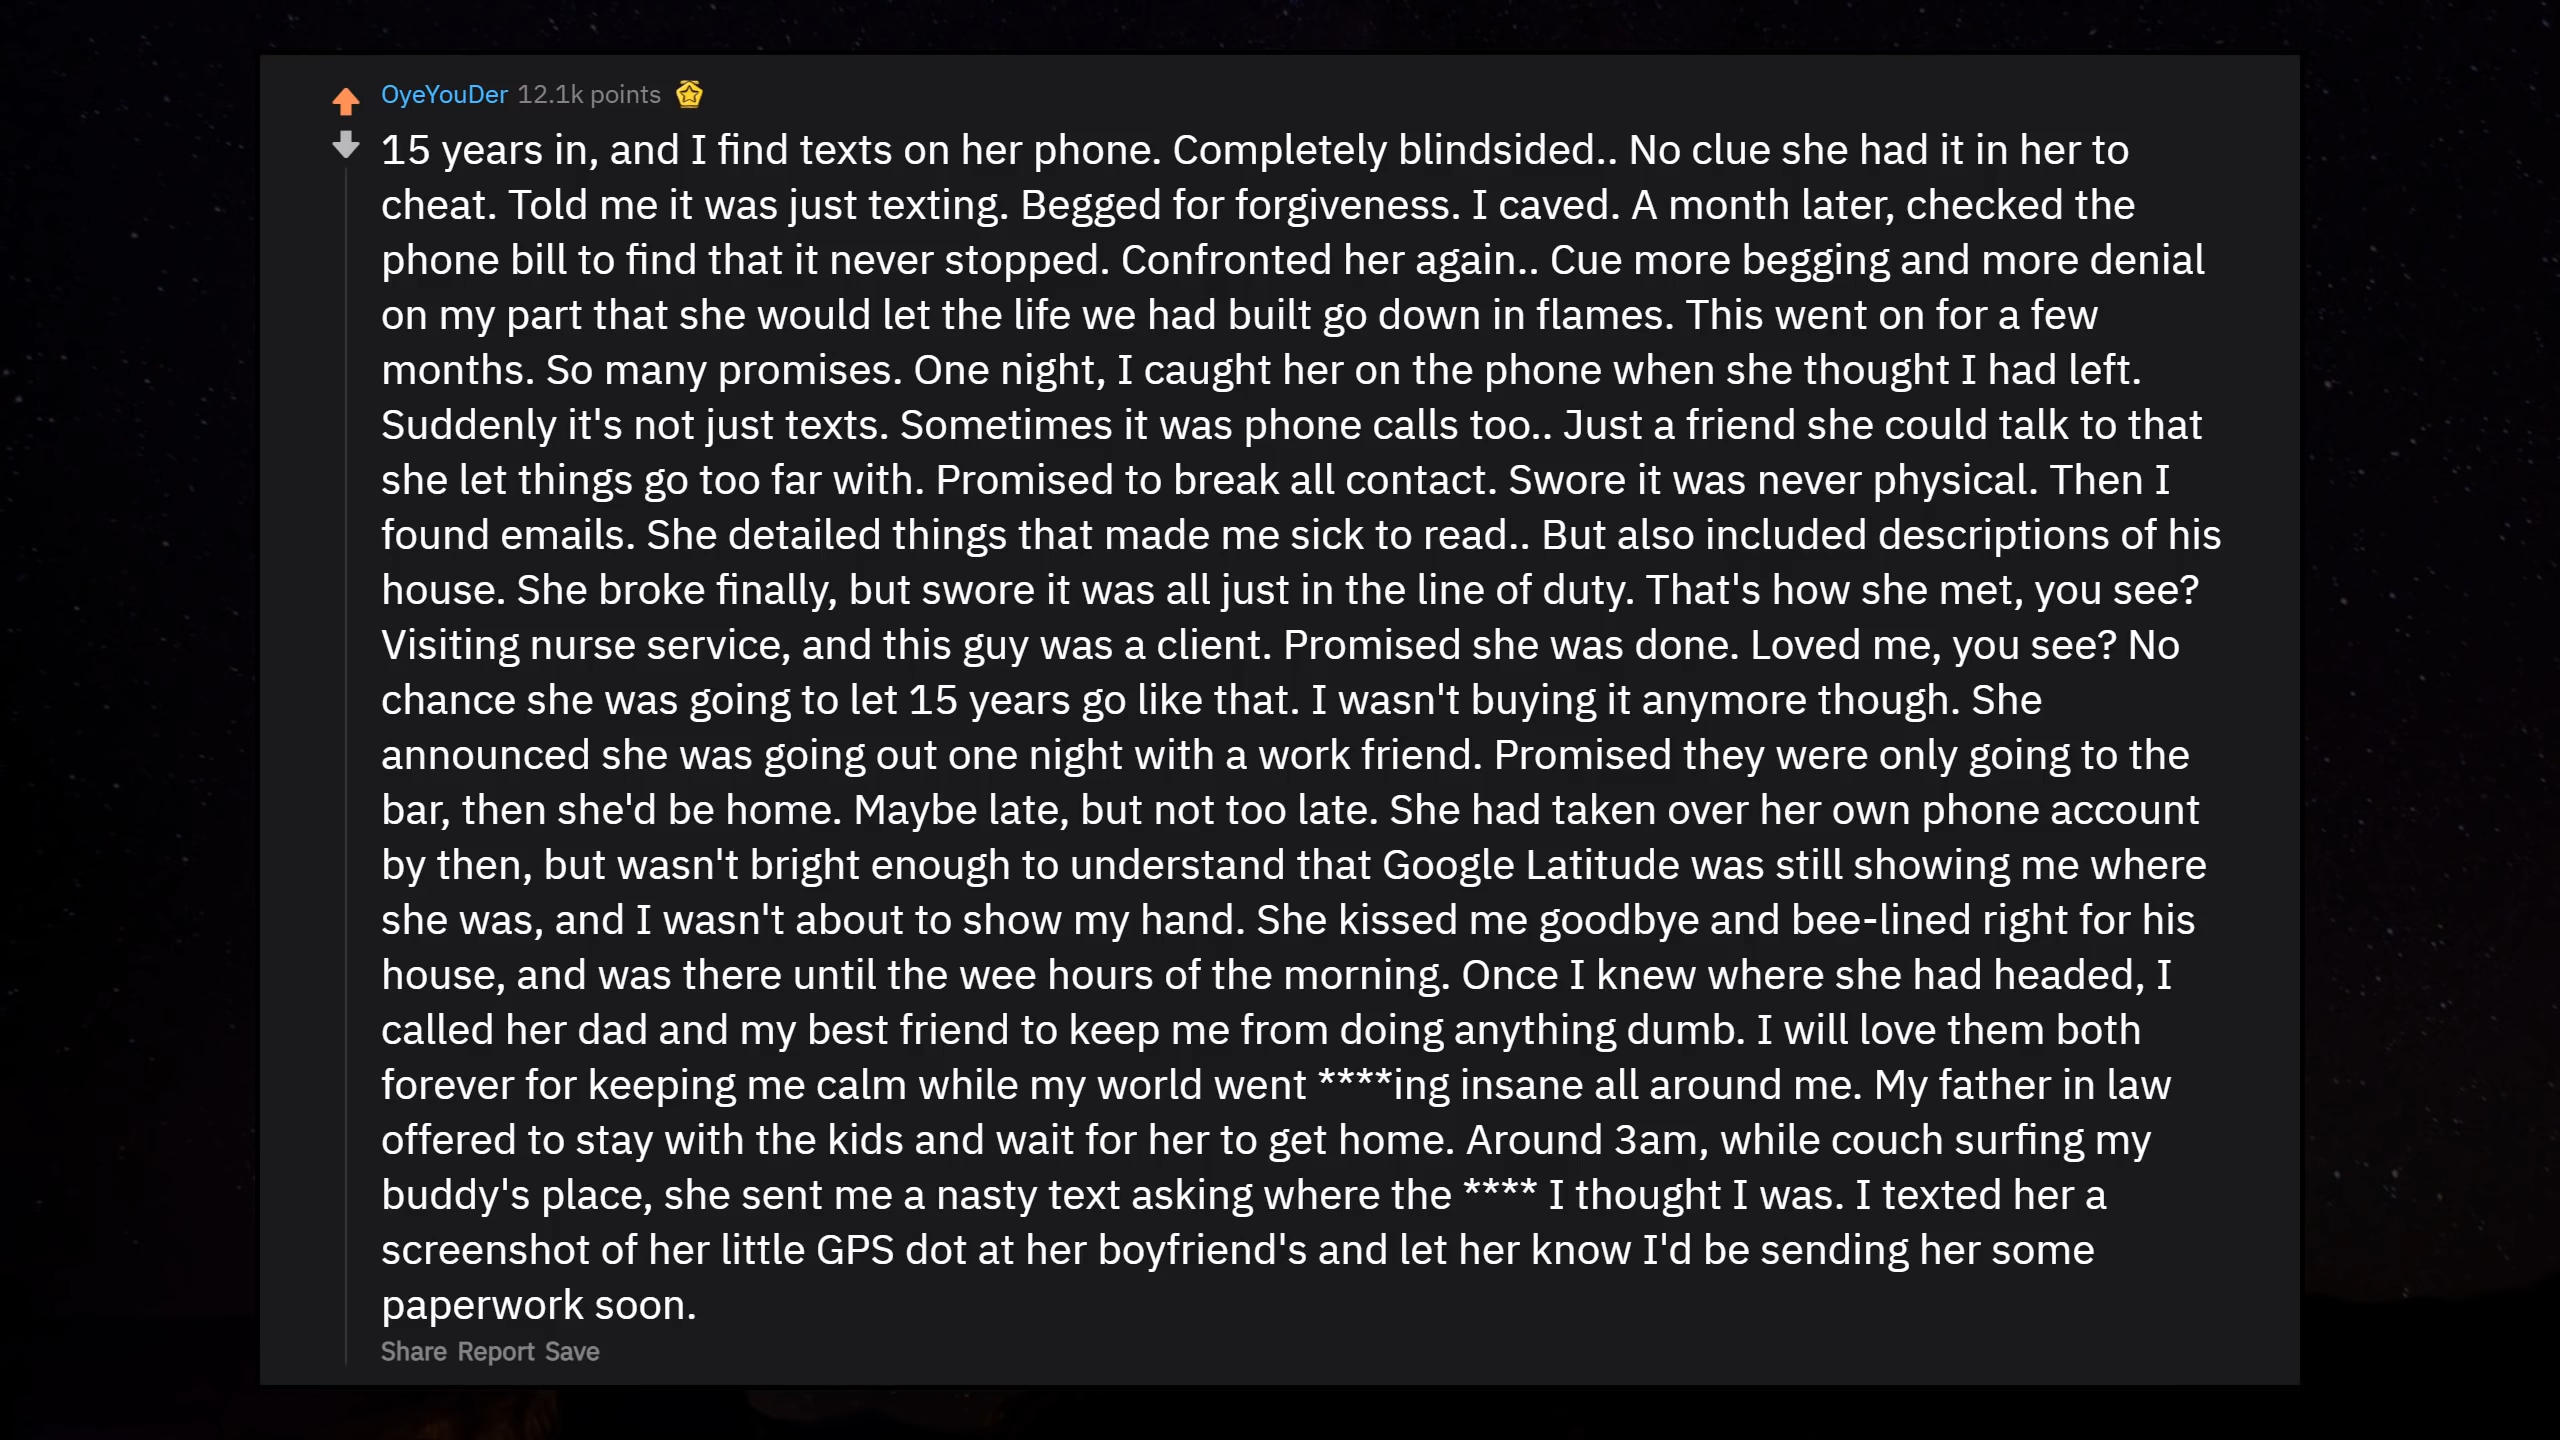 OyeYouDer 12.1k points
15 years in, and I find texts on her phone. Completely blindsided.. No clue she had it in her to
cheat. Told me it was just texting. Begged for forgiveness. I caved. A month later, checked the
phone bill to find that it never stopped. Confronted her again.. Cue more begging and more denial
on my part that she would let the life we had built go down in flames. This went on for a few
months. So many promises. One night, I caught her on the phone when she thought I had left.
Suddenly it's not just texts. Sometimes it was phone calls too.. Just a friend she could talk to that
she let things go too far with. Promised to break all contact. Swore it was never physical. Then I
found emails. She detailed things that made me sick to read.. But also included descriptions of his
house. She broke finally, but swore it was all just in the line of duty. That's how she met, you see?
Visiting nurse service, and this guy was a client. Promised she was done. Loved me, you see? No
chance she was going to let 15 years go like that. I wasn't buying it anymore though. She
announced she was going out one night with a work friend. Promised they were only going to the
bar, then she'd be home. Maybe late, but not too late. She had taken over her own phone account
by then, but wasn't bright enough to understand that Google Latitude was still showing me where
she was, and I wasn't about to show my hand. She kissed me goodbye and bee-lined right for his
house, and was there until the wee hours of the morning. Once I knew where she had headed, I
called her dad and my best friend to keep me from doing anything dumb. I will love them both
forever for keeping me calm while my world went ****ing insane all around me. My father in law
offered to stay with the kids and wait for her to get home. Around 3am, while couch surfing my
buddy's place, she sent me a nasty text asking where the **** I thought I was. I texted her a
screenshot of her little GPS dot at her boyfriend's and let her know I'd be sending her some
paperwork soon.
Share Report Save